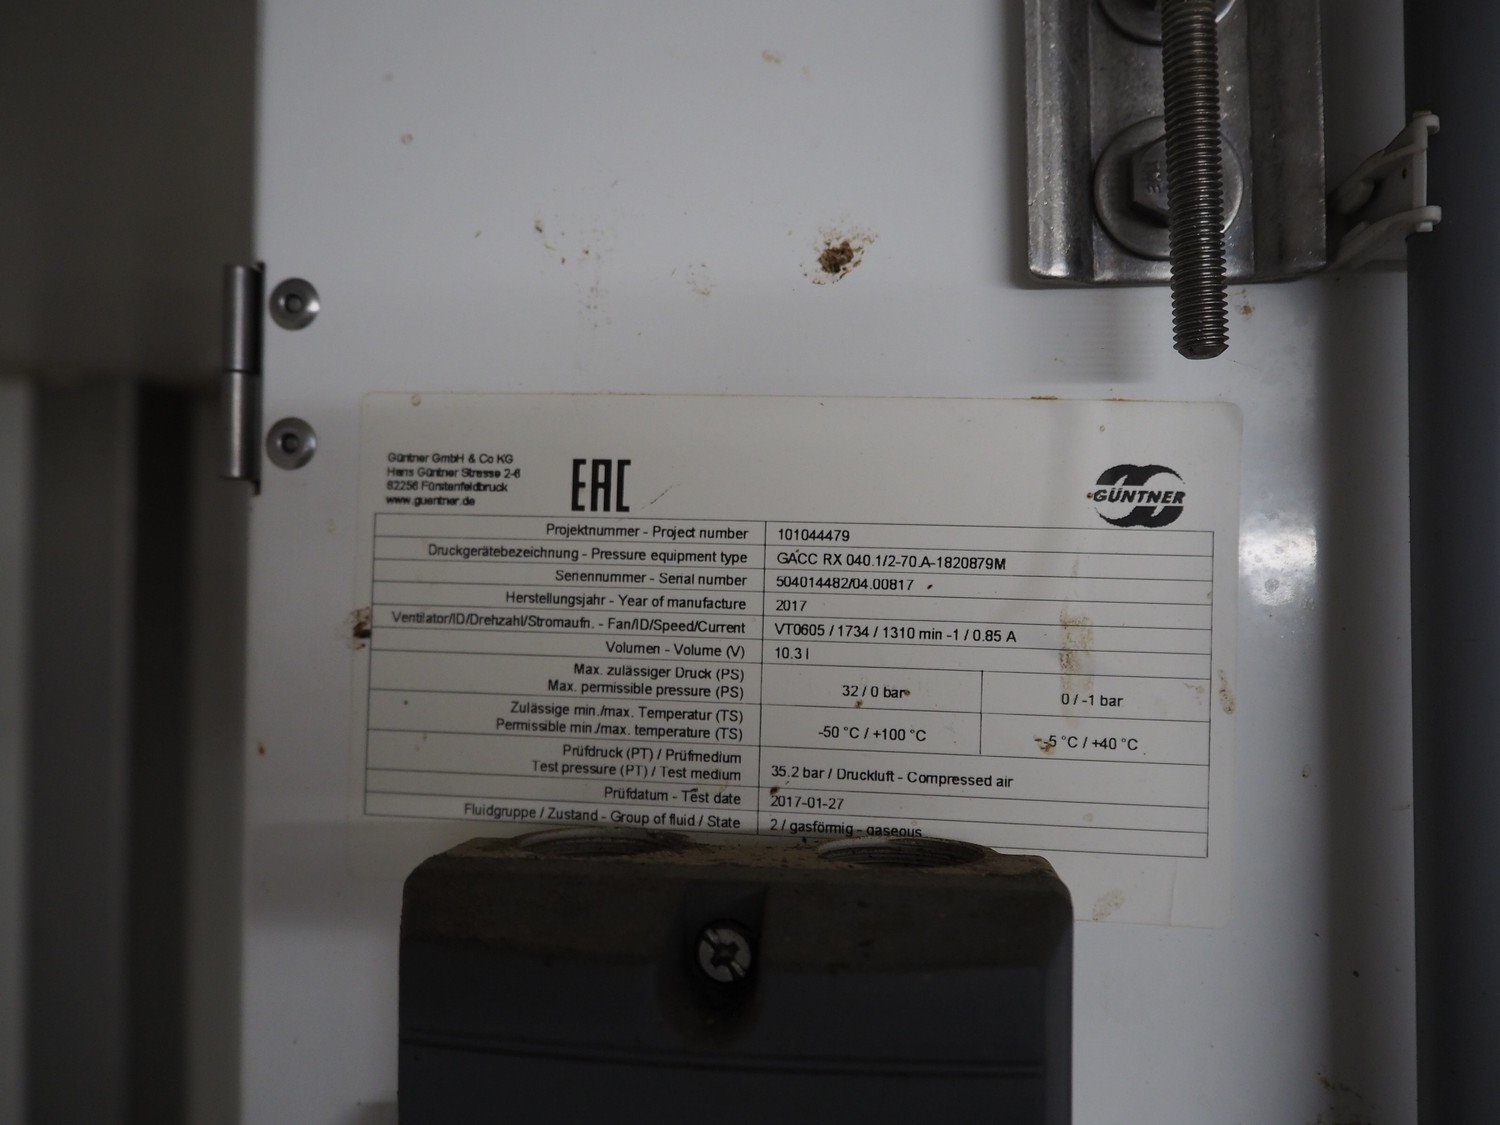 Güntner GmbH & Co KG
Hans Güntner Strasse 2-6
82256 Fürstenfeldbruck
www.guentner.de
EAC
GÜNTNER
Projektnummer - Project number 101044479
Druckgerätebezeichnung - Pressure equipment type GACC RX 040.1/2-70.A-1820879M
Seriennummer - Serial number 504014482/04.00817
Herstellungsjahr - Year of manufacture 2017
Ventilator/ID/Drehzahl/Stromaufn. - Fan/ID/Speed/Current VT0605 / 1734 / 1310 min -1 / 0.85 A
Volumen - Volume (V) 10.3 l
Max. zulässiger Druck (PS)
Max. permissible pressure (PS) 32 / 0 bar 0 / -1 bar
Zulässige min./max. Temperatur (TS)
Permissible min./max. temperature (TS) -50 °C / +100 °C -5 °C / +40 °C
Prüfdruck (PT) / Prüfmedium
Test pressure (PT) / Test medium 35.2 bar / Druckluft - Compressed air
Prüfdatum - Test date 2017-01-27
Fluidgruppe / Zustand - Group of fluid / State 2 / gasförmig - gaseous